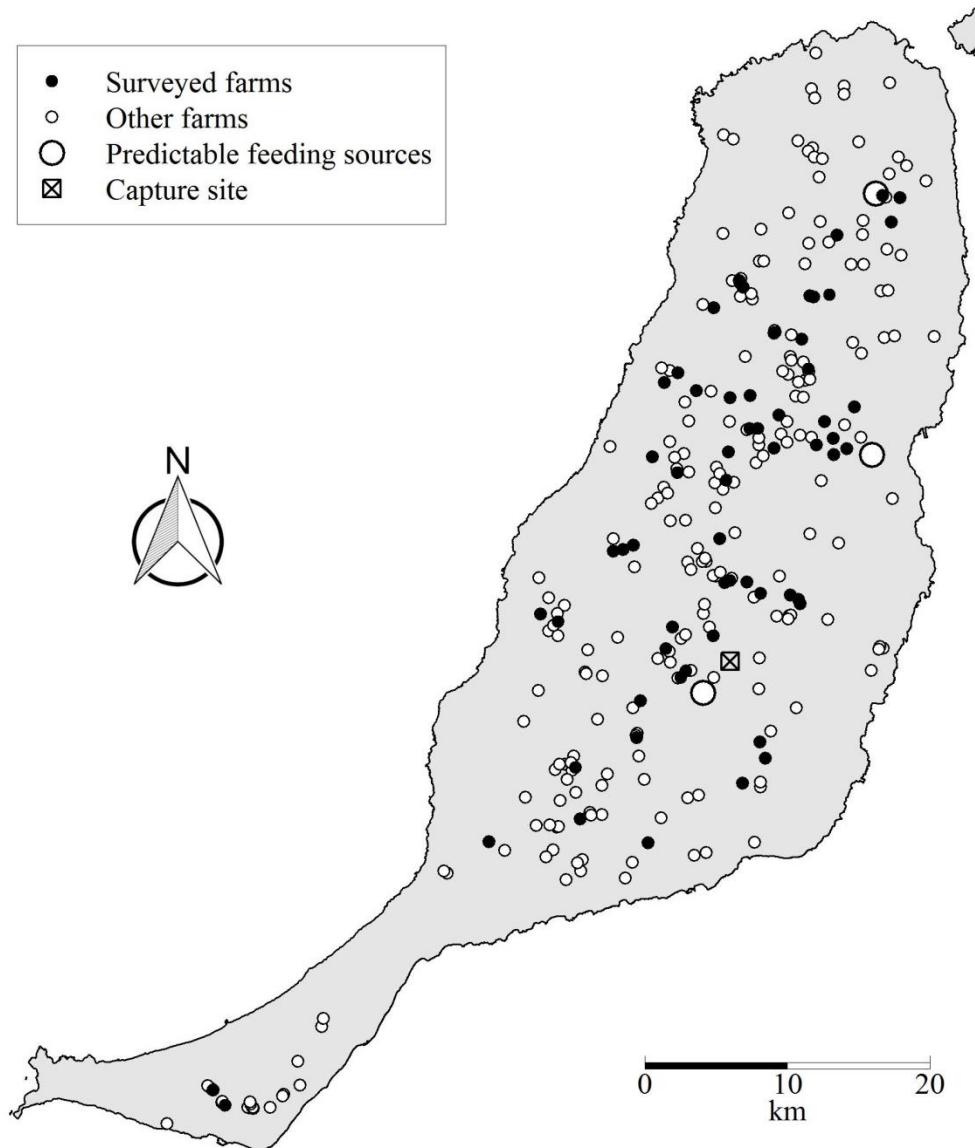 Surveyed farms
Other farms
Predictable feeding sources
Capture site
N
0 10 20
km